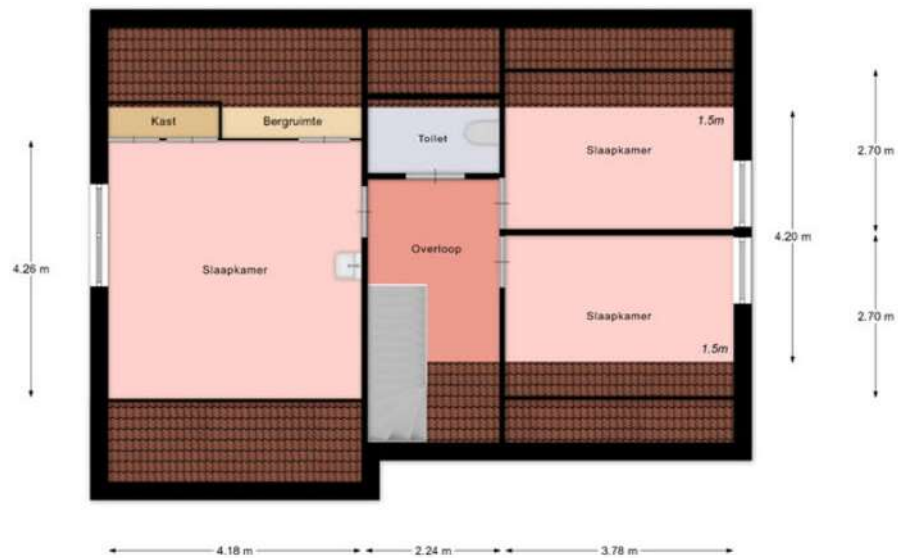 Kast
Bergruimte
Toilet
1.5m
Slaapkamer
2.70 m
4.26 m
Slaapkamer
Overloop
4.20 m
Slaapkamer
2.70 m
1.5m
4.18 m
2.24 m
3.78 m